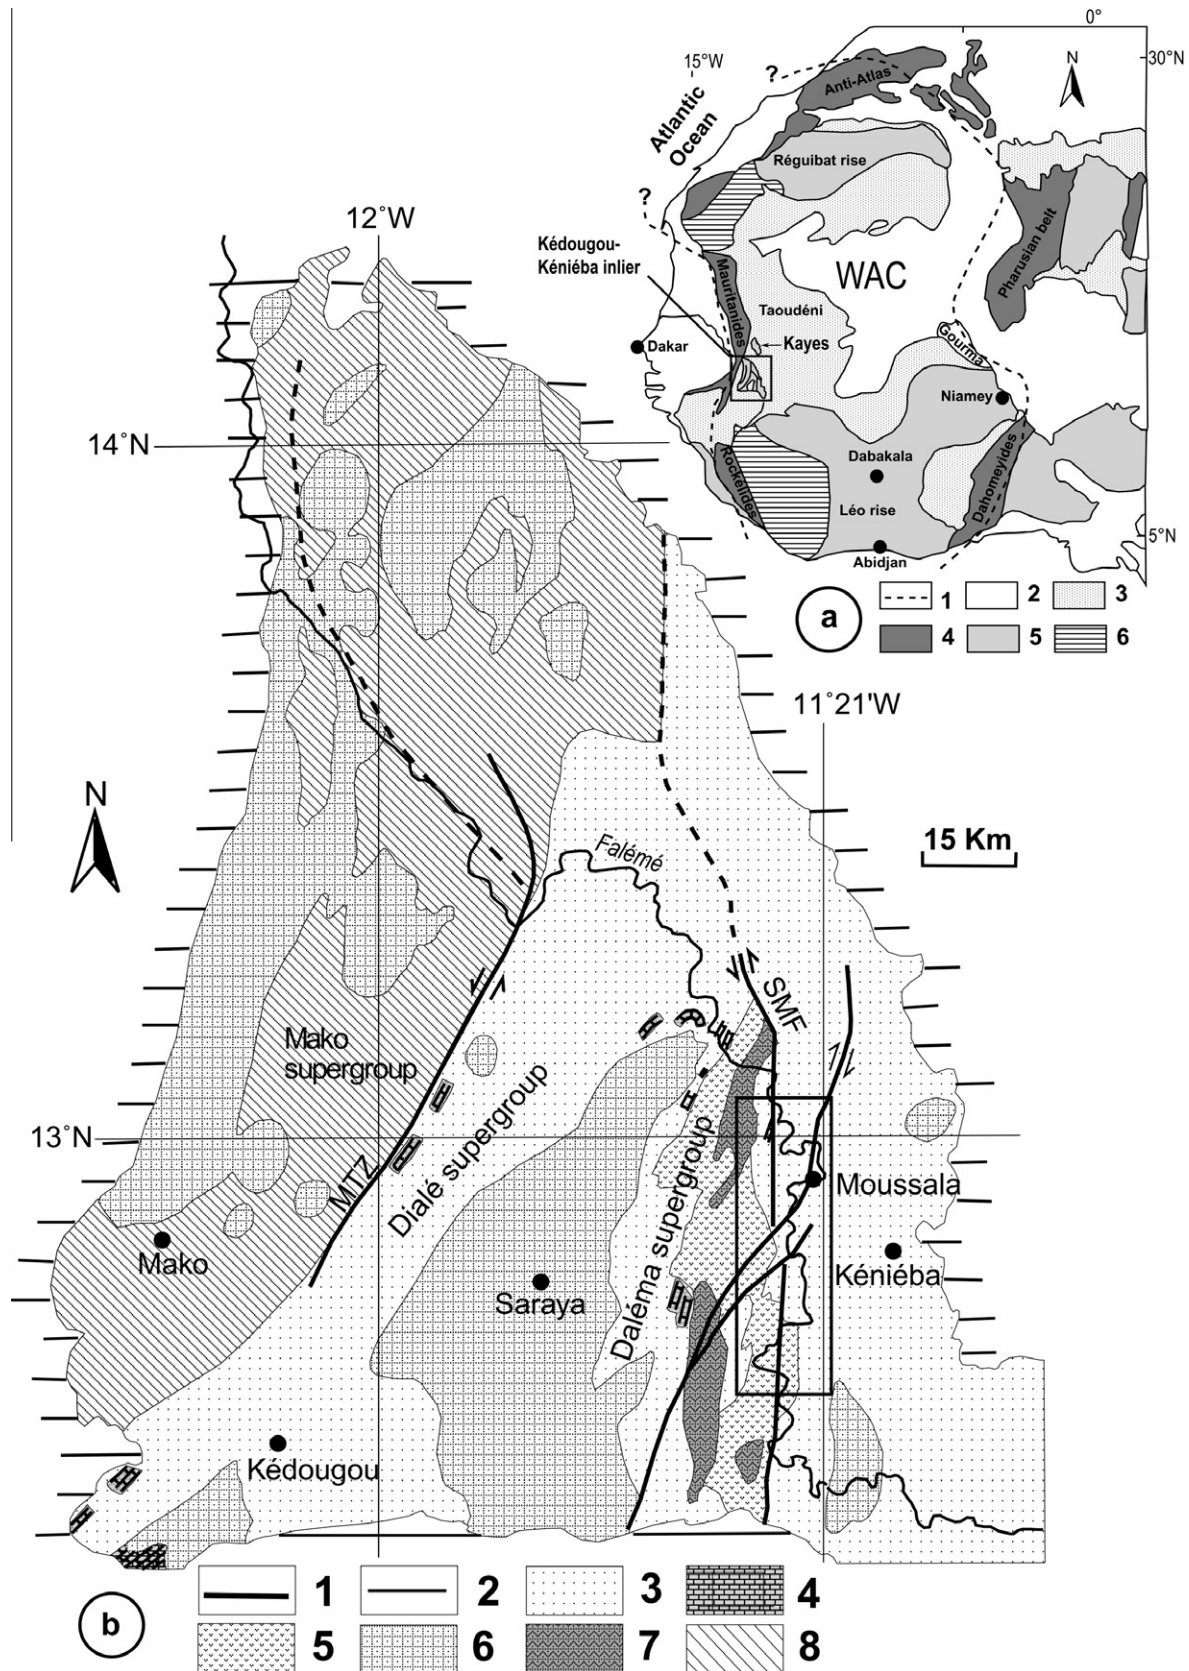 0°
15°W
30°N
N
?
Anti-Atlas
Atlantic
Ocean
Réguibat rise
?
Kédougou-
Kéniéba inlier
Mauritanides
WAC
Pharusian belt
Taoudéni
Dakar
Kayes
Gourma
Niamey
Dabakala
Rockelides
Léo rise
Dahomeyides
5°N
Abidjan
a
1
2
3
4
5
6
12°W
14°N
11°21'W
N
15 Km
Falémé
SMF
Mako
supergroup
13°N
MTZ
Dialé supergroup
Daléma supergroup
Moussala
Mako
Saraya
Kéniéba
Kédougou
b
1
2
3
4
5
6
7
8